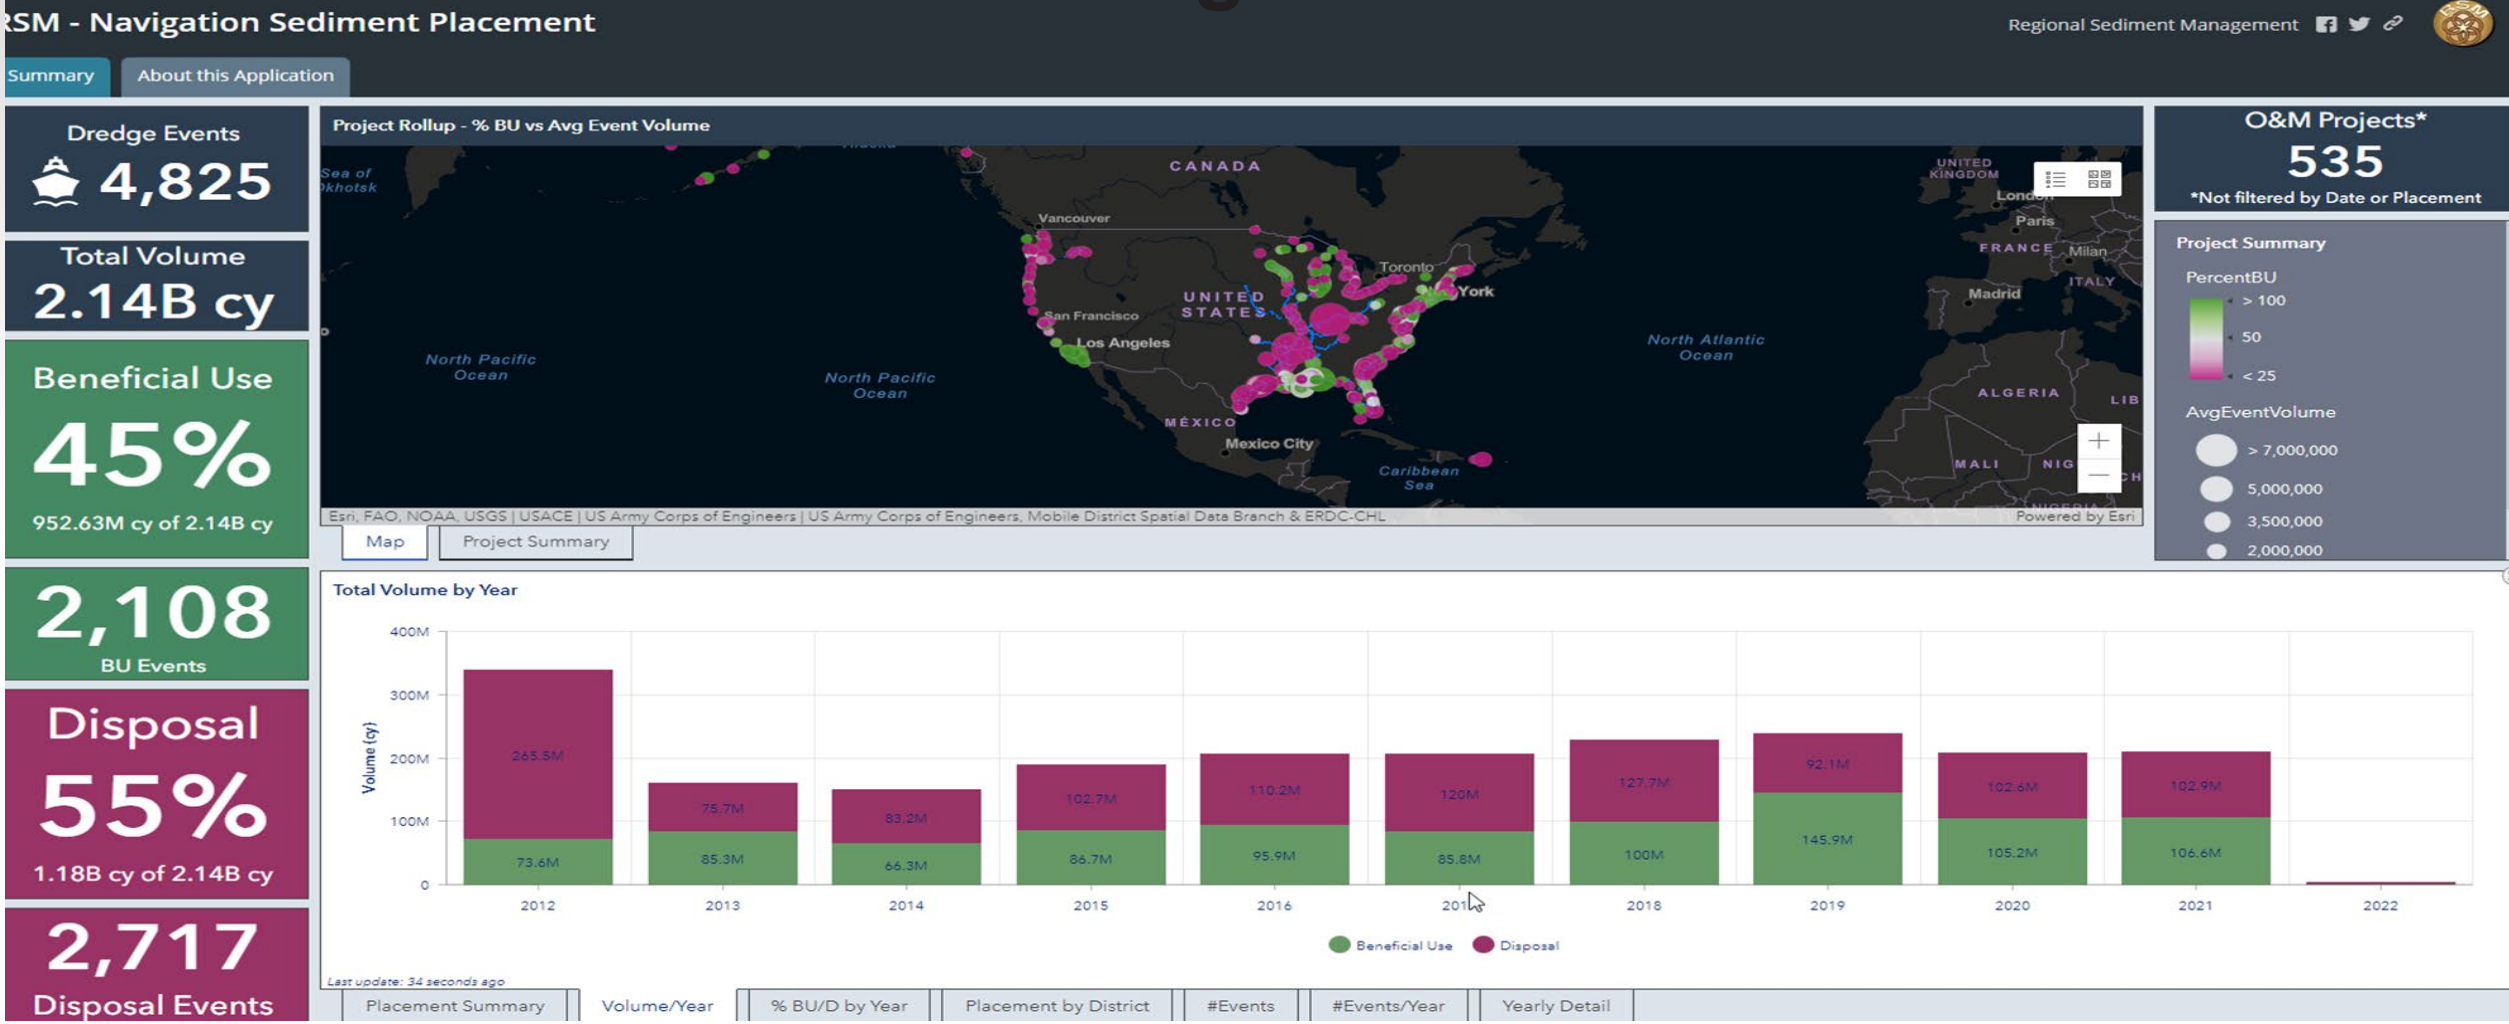 RSM - Navigation Sediment Placement
Regional Sediment Management
RSM
Summary
About this Application
Dredge Events
4,825
Total Volume
2.14B cy
Beneficial Use
45%
952.63M cy of 2.14B cy
2,108
BU Events
Disposal
55%
1.18B cy of 2.14B cy
2,717
Disposal Events
Project Rollup - % BU vs Avg Event Volume
Sea of
Okhotsk
CANADA
UNITED
KINGDOM
London
Vancouver
Paris
FRANCE
Milan
Toronto
ITALY
York
UNITED
STATES
Madrid
San Francisco
Los Angeles
North Pacific
Ocean
North Pacific
Ocean
North Atlantic
Ocean
ALGERIA
LIB
MÉXICO
Mexico City
Caribbean
Sea
MALI
NIG
CH
NIGERIA
Esri, FAO, NOAA, USGS | USACE | US Army Corps of Engineers | US Army Corps of Engineers, Mobile District Spatial Data Branch & ERDC-CHL
Powered by Esri
Map
Project Summary
O&M Projects*
535
*Not filtered by Date or Placement
Project Summary
PercentBU
> 100
50
< 25
AvgEventVolume
> 7,000,000
5,000,000
3,500,000
2,000,000
Total Volume by Year
Volume (cy)
400M
300M
200M
100M
0
265.5M
73.6M
75.7M
85.3M
83.2M
66.3M
102.7M
86.7M
110.2M
95.9M
120M
85.8M
127.7M
100M
92.1M
145.9M
102.6M
105.2M
102.9M
106.6M
2012
2013
2014
2015
2016
201
2018
2019
2020
2021
2022
Beneficial Use
Disposal
Last update: 34 seconds ago
Placement Summary
Volume/Year
% BU/D by Year
Placement by District
#Events
#Events/Year
Yearly Detail